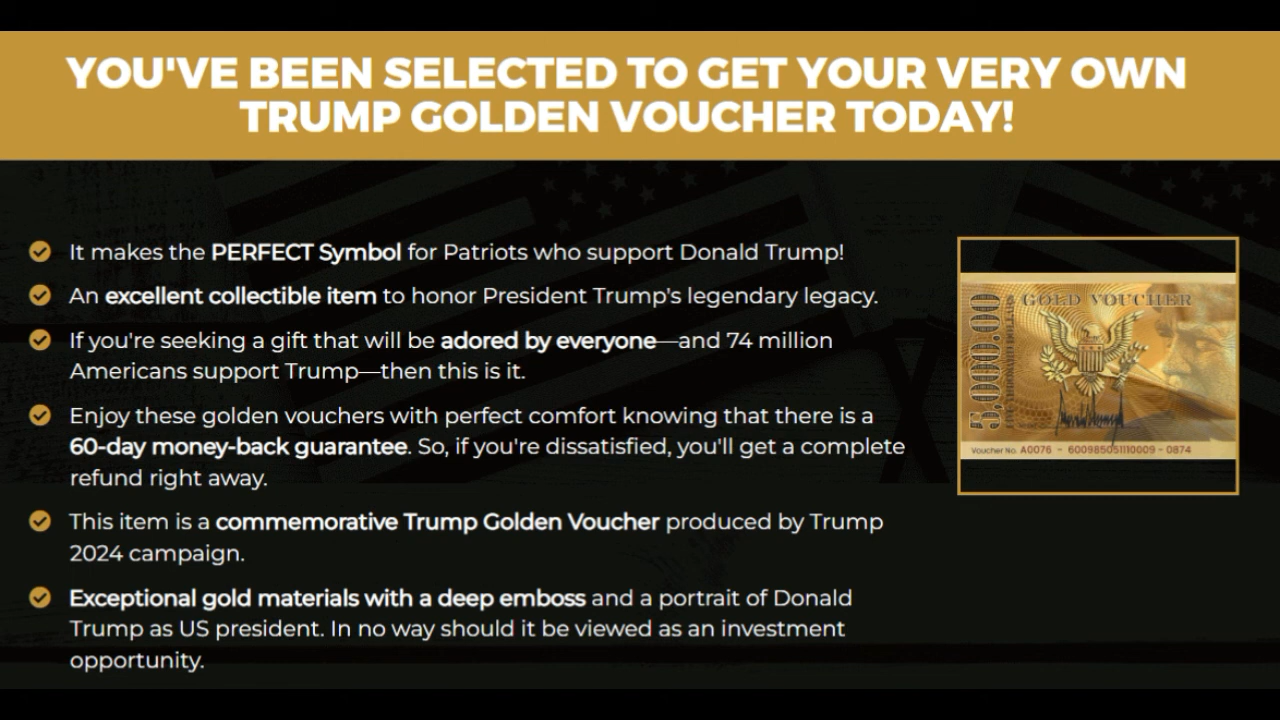 YOU'VE BEEN SELECTED TO GET YOUR VERY OWN
TRUMP GOLDEN VOUCHER TODAY!
It makes the PERFECT Symbol for Patriots who support Donald Trump!
An excellent collectible item to honor President Trump's legendary legacy.
If you're seeking a gift that will be adored by everyone—and 74 million
Americans support Trump—then this is it.
Enjoy these golden vouchers with perfect comfort knowing that there is a
60-day money-back guarantee. So, if you're dissatisfied, you'll get a complete
refund right away.
This item is a commemorative Trump Golden Voucher produced by Trump
2024 campaign.
Exceptional gold materials with a deep emboss and a portrait of Donald
Trump as US president. In no way should it be viewed as an investment
opportunity.
GOLD VOUCHER
5,000.00
Voucher No. A0076 - 600985051110009 - 0874